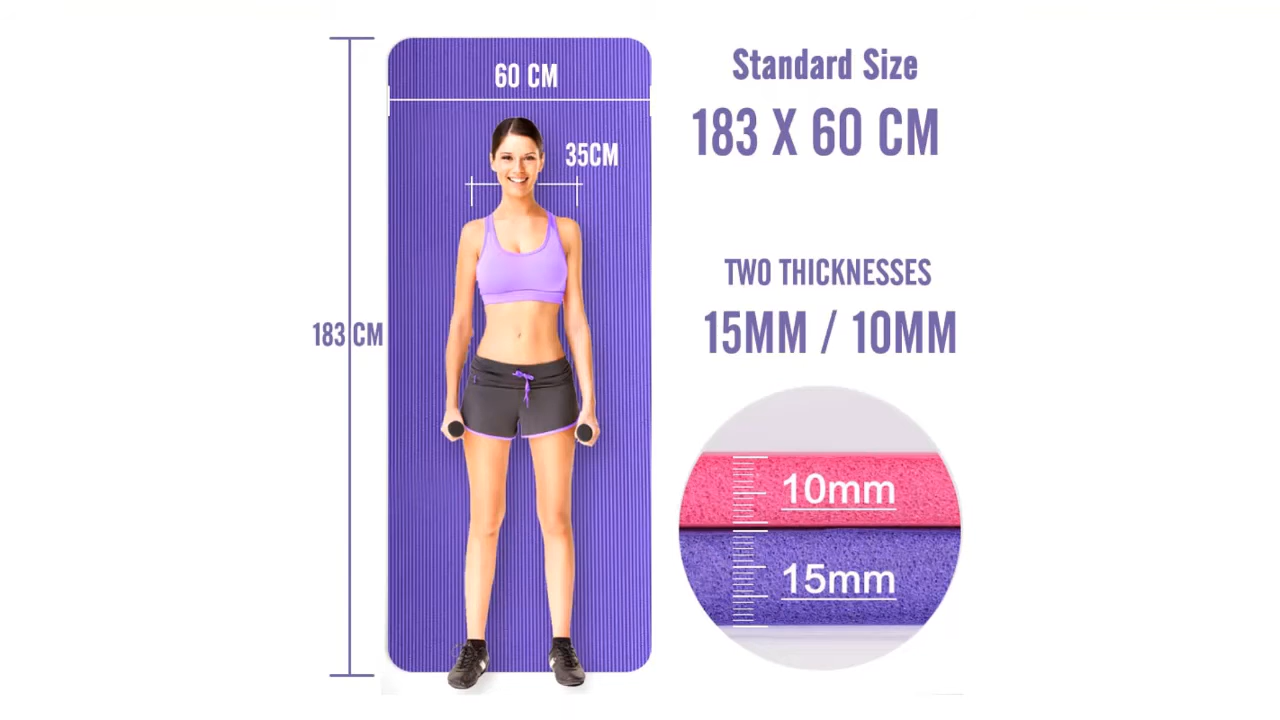 60 CM
35CM
183 CM
Standard Size
183 X 60 CM
TWO THICKNESSES
15MM / 10MM
10mm
15mm